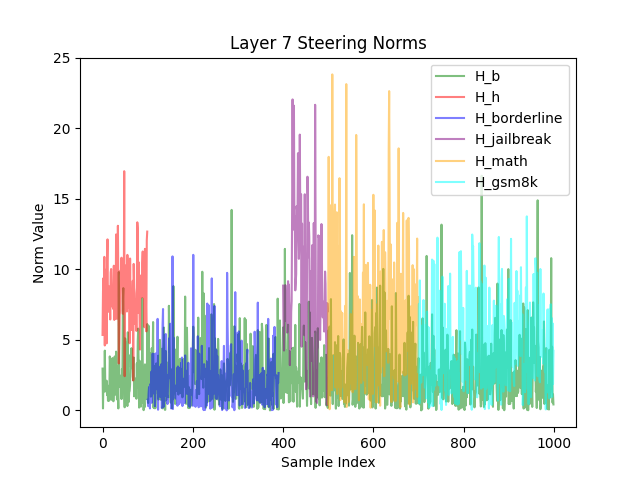 Layer 7 Steering Norms
25
20
15
10
5
0
Norm Value
H_b
H_h
H_borderline
H_jailbreak
H_math
H_gsm8k
0 200 400 600 800 1000
Sample Index